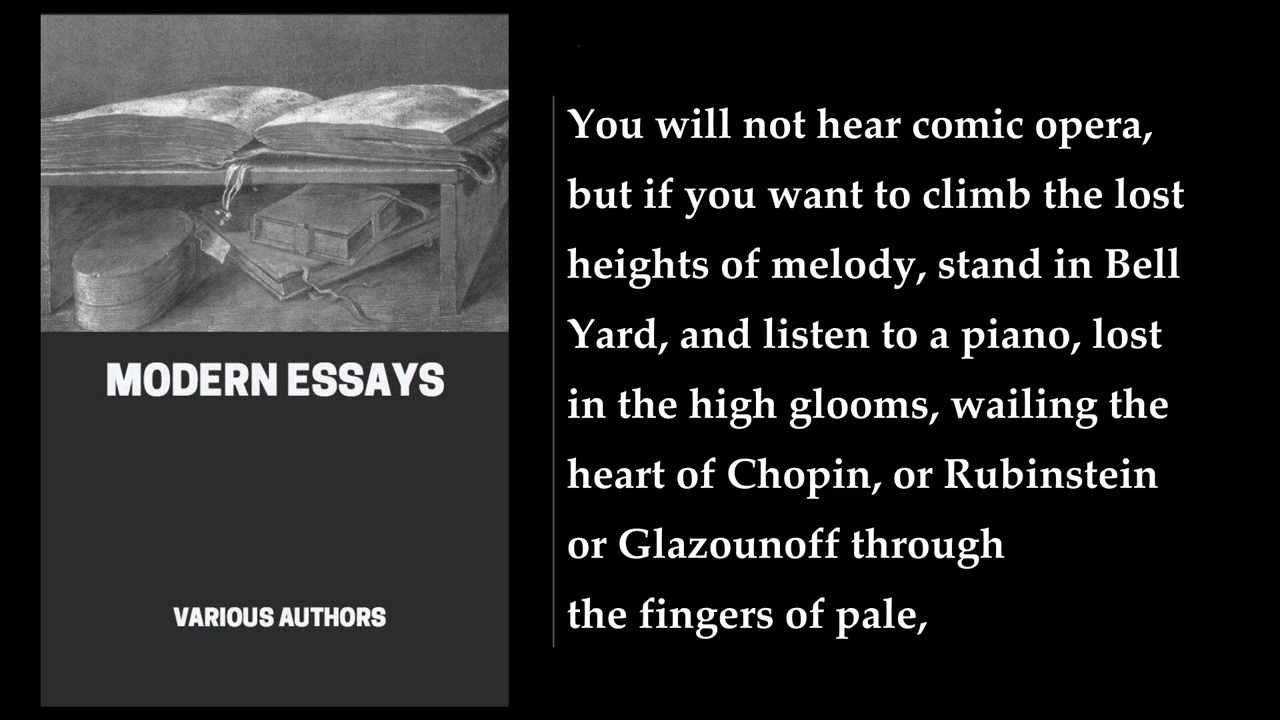 MODERN ESSAYS
VARIOUS AUTHORS
You will not hear comic opera,
but if you want to climb the lost
heights of melody, stand in Bell
Yard, and listen to a piano, lost
in the high glooms, wailing the
heart of Chopin, or Rubinstein
or Glazounoff through
the fingers of pale,